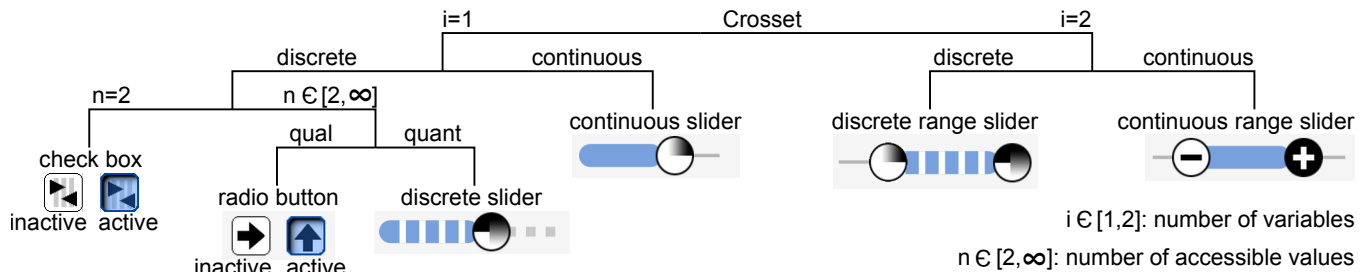 i=1 Crosset i=2
discrete continuous discrete continuous
n=2 n Є [2,∞]
qual quant continuous slider discrete range slider continuous range slider
check box
radio button discrete slider
inactive active i Є [1,2]: number of variables
inactive active n Є [2,∞]: number of accessible values